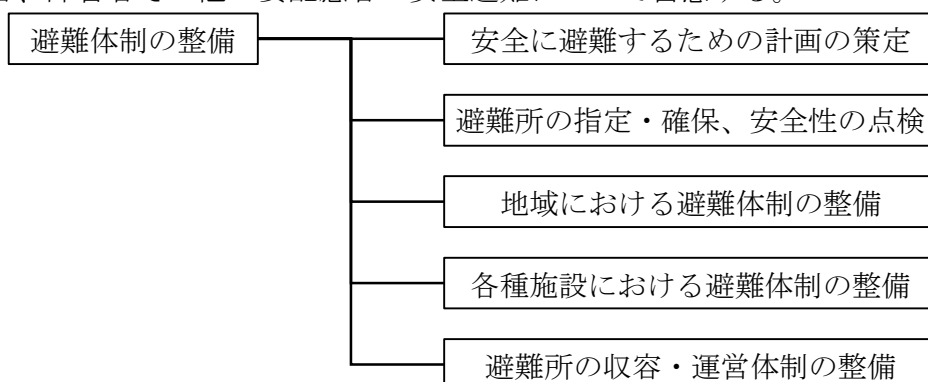 避難体制の整備
安全に避難するための計画の策定
避難所の指定・確保、安全性の点検
地域における避難体制の整備
各種施設における避難体制の整備
避難所の収容・運営体制の整備